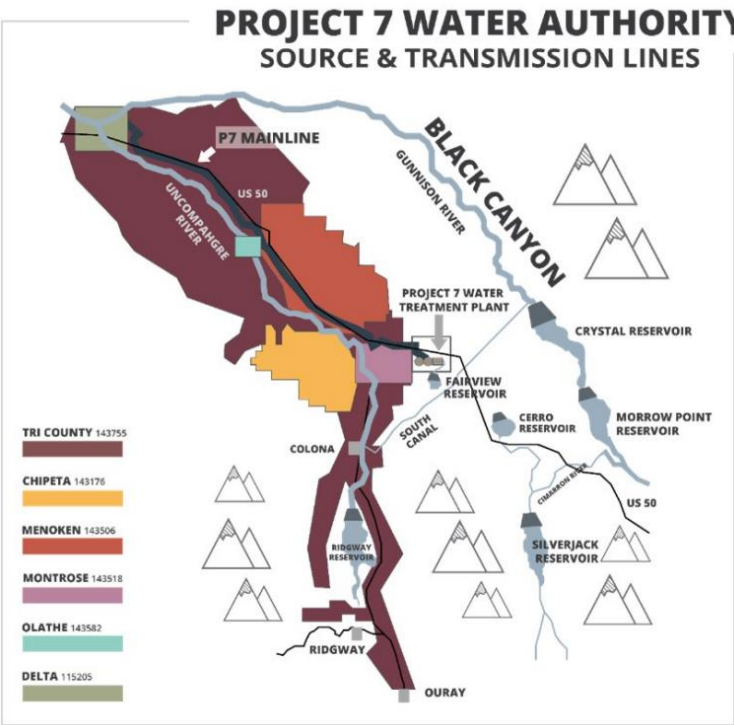 PROJECT 7 WATER AUTHORITY
SOURCE & TRANSMISSION LINES
P7 MAINLINE
BLACK CANYON
GUNNISON RIVER
UNCOMPAHGRE
RIVER
US 50
PROJECT 7 WATER
TREATMENT PLANT
CRYSTAL RESERVOIR
FAIRVIEW
RESERVOIR
CERRO
RESERVOIR
MORROW POINT
RESERVOIR
SOUTH
CANAL
COLONA
CIMARRON RIVER
US 50
RIDGWAY
RESERVOIR
SILVERJACK
RESERVOIR
RIDGWAY
OURAY
TRI COUNTY 143755
CHIPETA 143176
MENOKEN 143506
MONTROSE 143518
OLATHE 143582
DELTA 115205